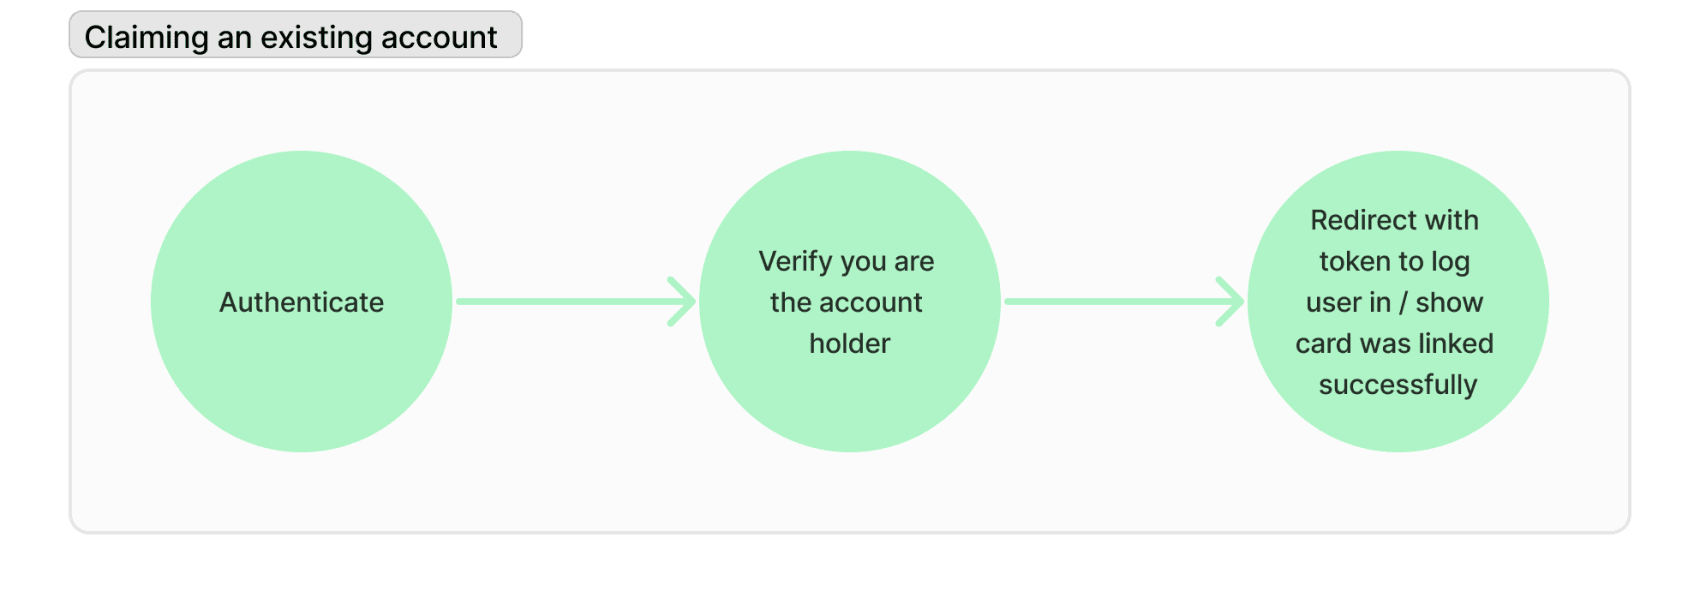 Claiming an existing account
Authenticate
Verify you are
the account
holder
Redirect with
token to log
user in / show
card was linked
successfully